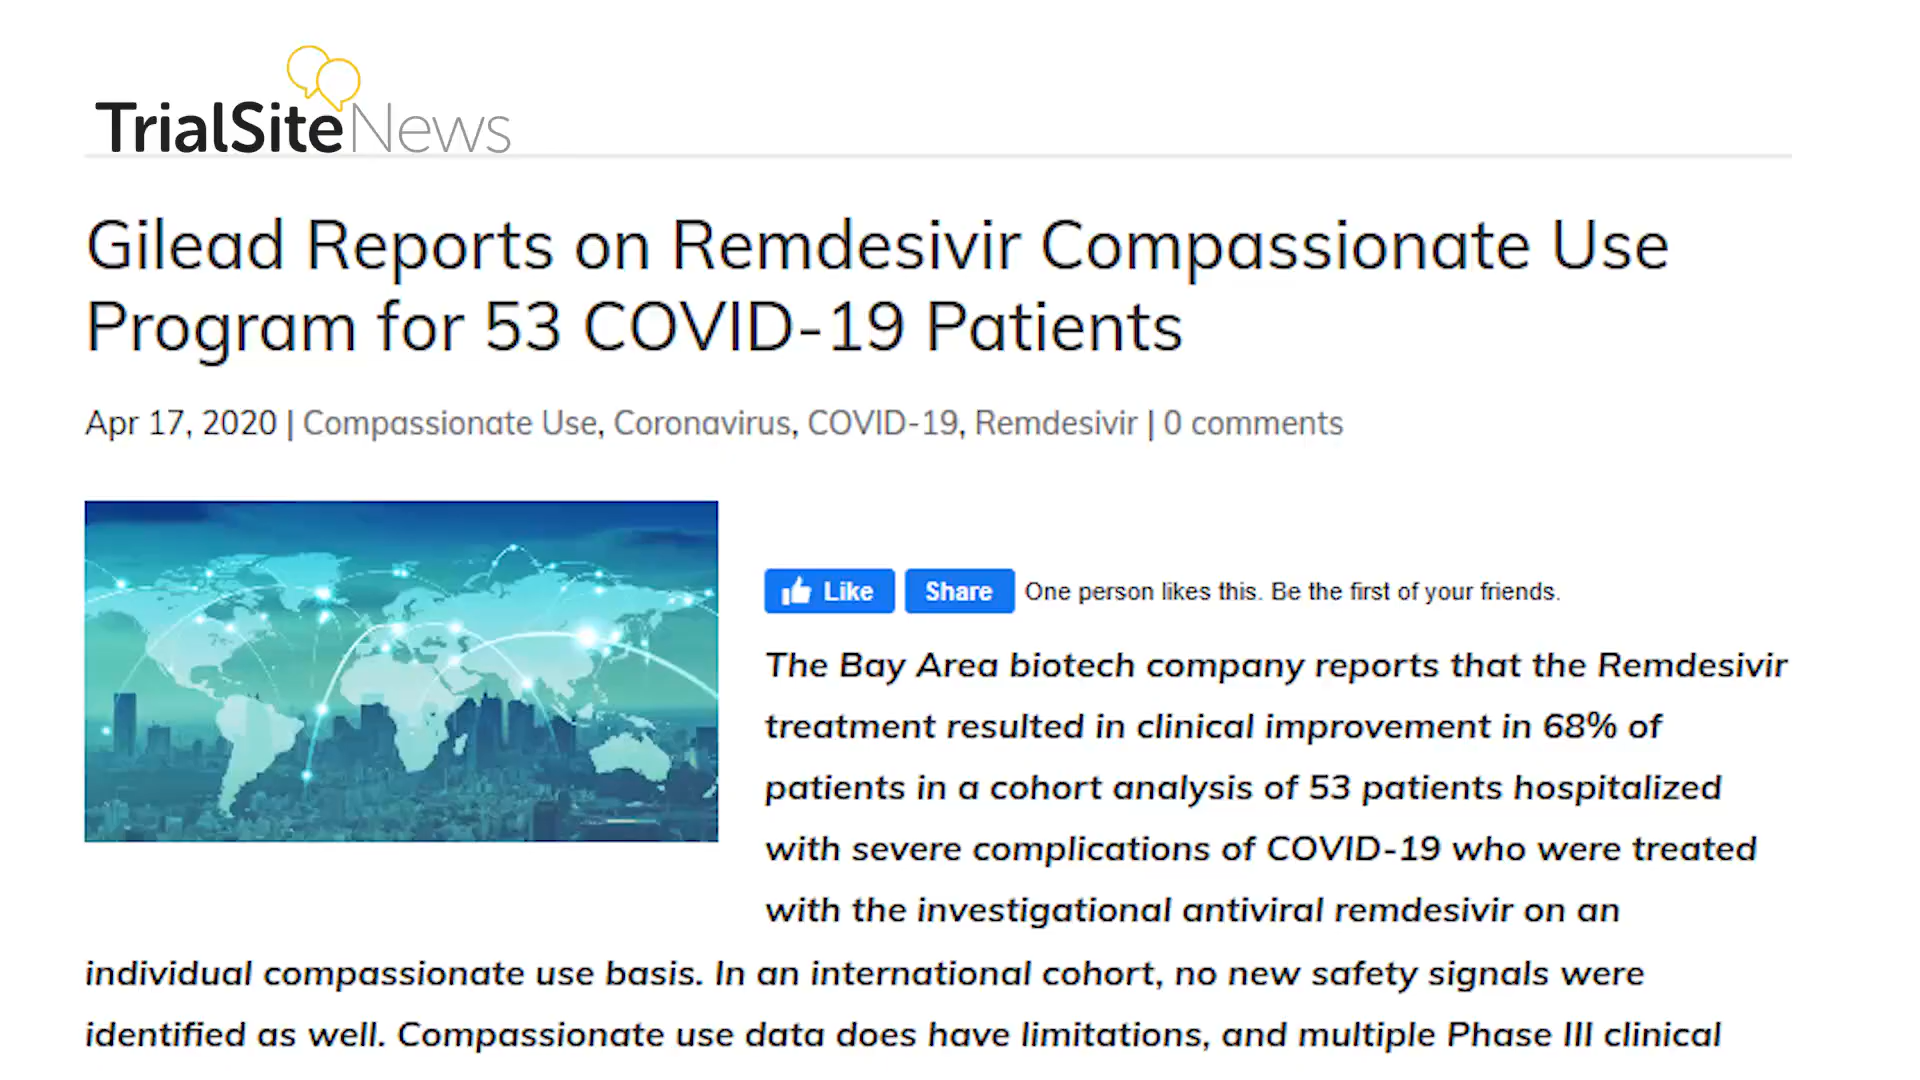 TrialSiteNews
Gilead Reports on Remdesivir Compassionate Use
Program for 53 COVID-19 Patients
Apr 17, 2020 | Compassionate Use, Coronavirus, COVID-19, Remdesivir | 0 comments
Like Share One person likes this. Be the first of your friends.
The Bay Area biotech company reports that the Remdesivir
treatment resulted in clinical improvement in 68% of
patients in a cohort analysis of 53 patients hospitalized
with severe complications of COVID-19 who were treated
with the investigational antiviral remdesivir on an
individual compassionate use basis. In an international cohort, no new safety signals were
identified as well. Compassionate use data does have limitations, and multiple Phase III clinical